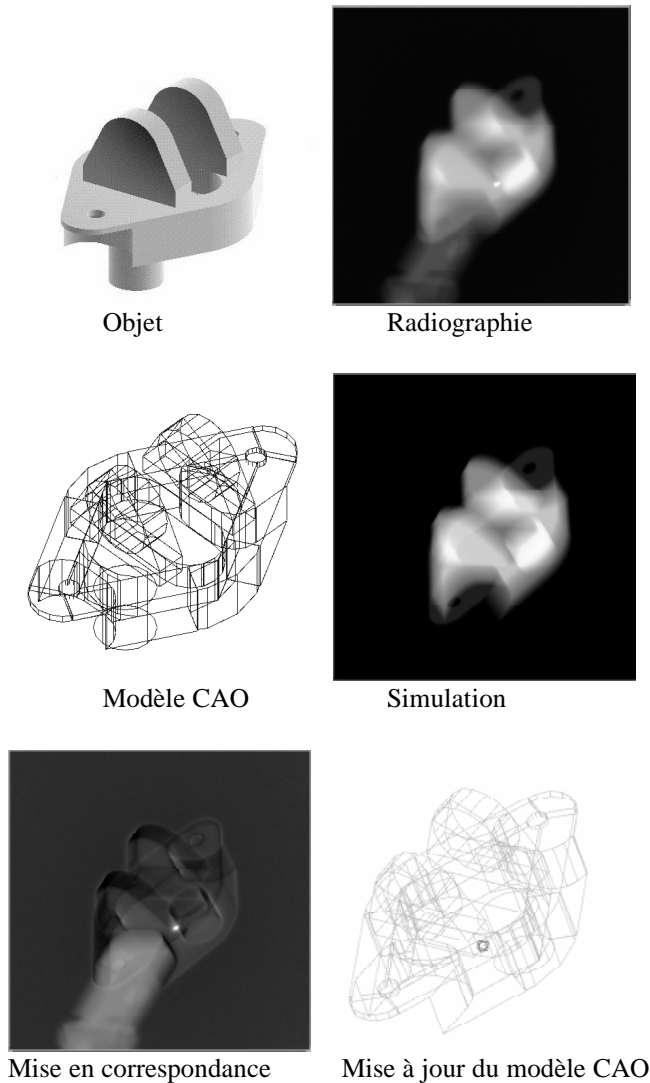 Objet Radiographie
Modèle CAO Simulation
Mise en correspondance Mise à jour du modèle CAO